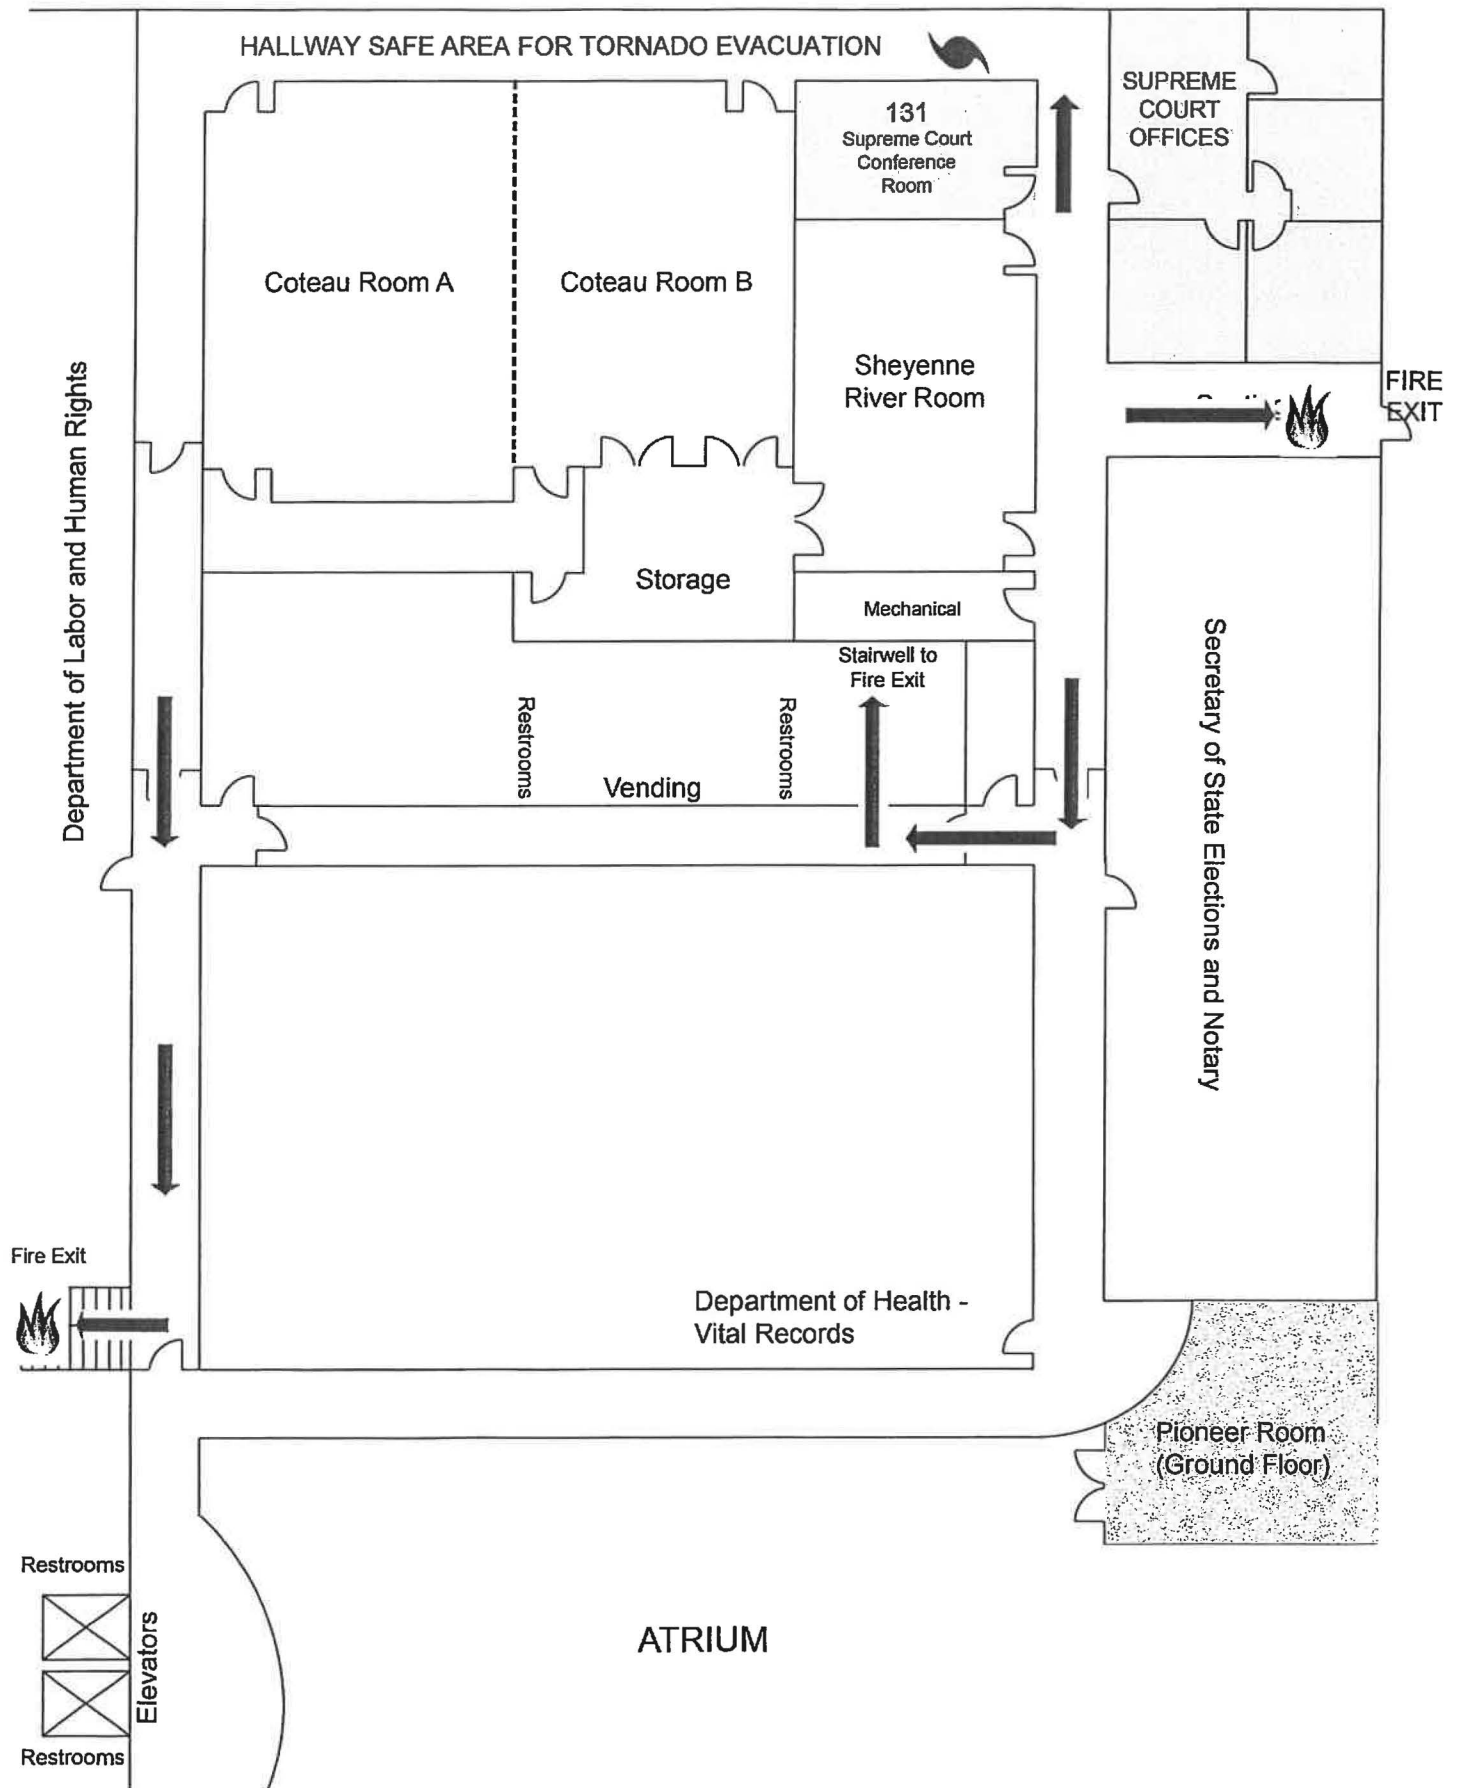 HALLWAY SAFE AREA FOR TORNADO EVACUATION
SUPREME
COURT
OFFICES
131
Supreme Court
Conference
Room
Coteau Room A
Coteau Room B
Sheyenne
River Room
FIRE
EXIT
Department of Labor and Human Rights
Storage
Mechanical
Stairwell to
Fire Exit
Restrooms
Restrooms
Vending
Secretary of State Elections and Notary
Fire Exit
Department of Health -
Vital Records
Pioneer Room
(Ground Floor)
Restrooms
Elevators
ATRIUM
Restrooms